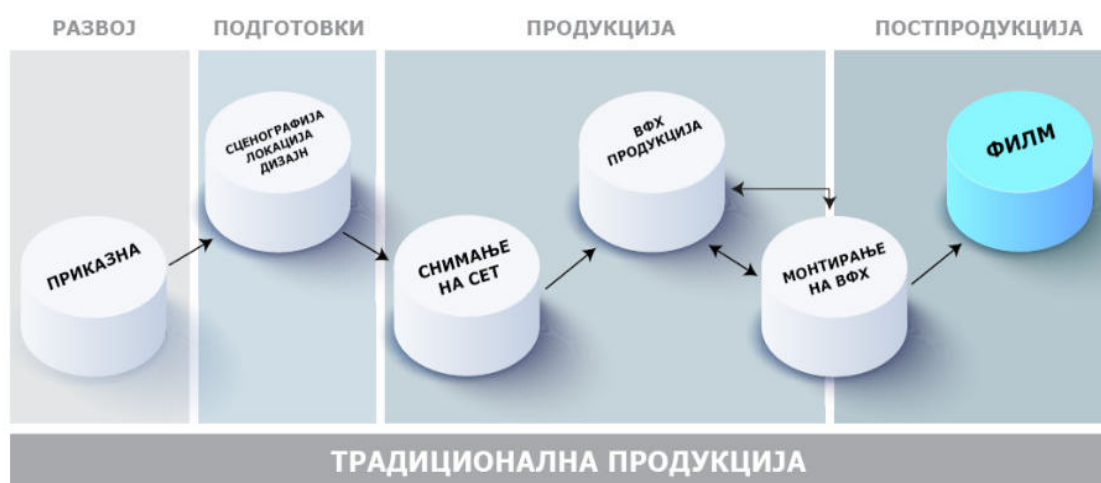 РАЗВОЈ
ПОДГОТОВКИ
ПРОДУКЦИЈА
ПОСТПРОДУКЦИЈА
ПРИКАЗНА
СЦЕНОГРАФИЈА
ЛОКАЦИЈА
ДИЗАЈН
СНИМАЊЕ
НА СЕТ
ВФХ
ПРОДУКЦИЈА
МОНТИРАЊЕ
НА ВФХ
ФИЛМ
ТРАДИЦИОНАЛНА ПРОДУКЦИЈА